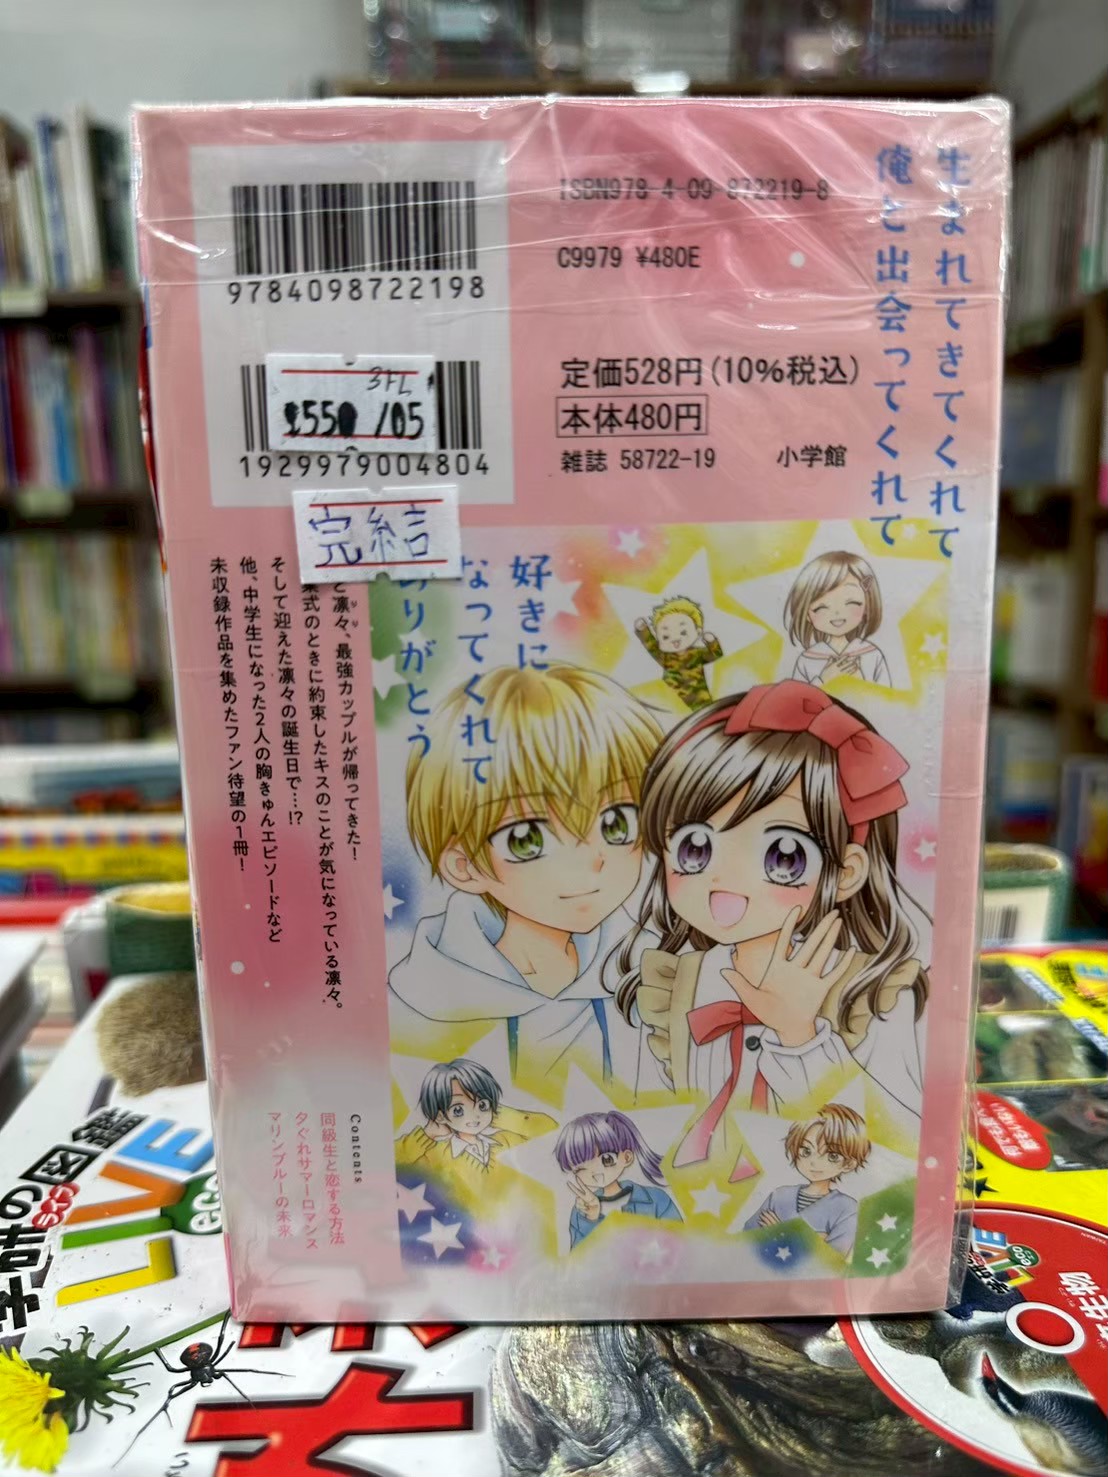 ISBN978-4-09-872219-8
9784098722198
C9979 ¥480E
定価528円(10%税込)
本体480円
雑誌 58722-19 小学館
3トル
1929979004804
完結
生まれてきてくれて
俺と出会ってくれて
好きに
なってくれて
ありがとう
凛々、最強カップルが帰ってきた!
式のときに約束したキスのことが気になっている凛々。
そして迎えた凛々の誕生日で…!?
他、中学生になった2人の胸きゅんエピソードなど
未収録作品を集めたファン待望の1冊!
Contents
同級生と恋する方法
夕ぐれサマーロマンス
マリンブルーの未来
LIVE
eco